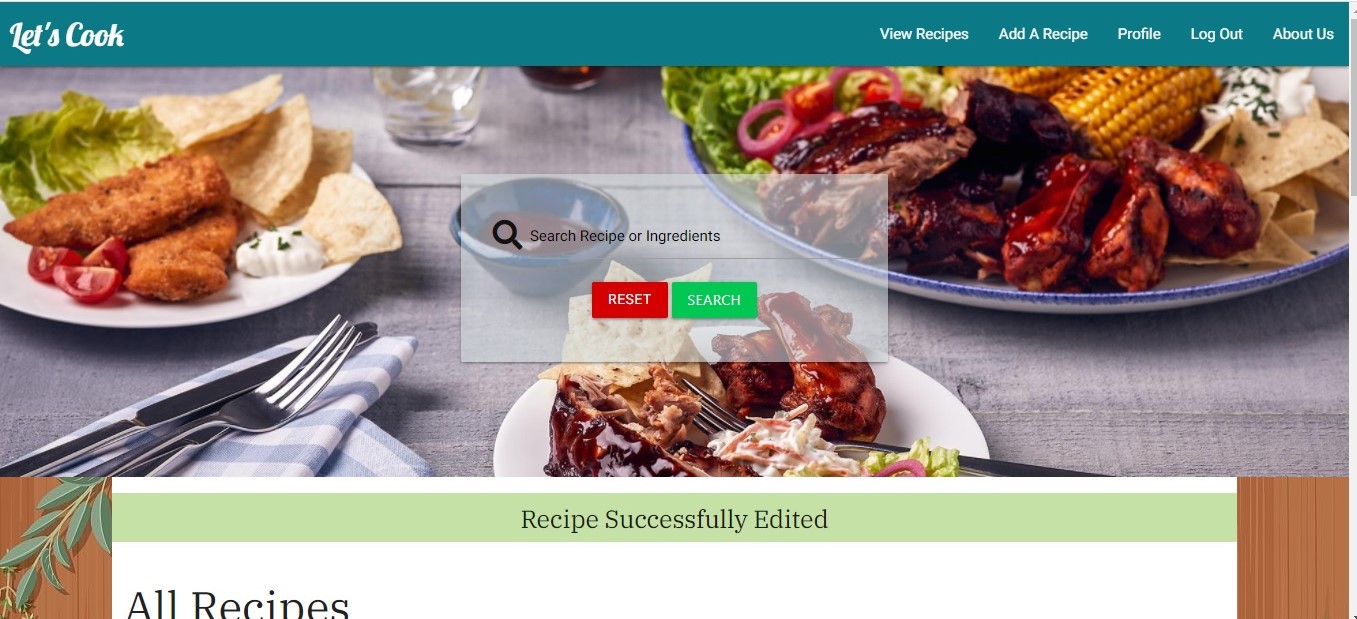 Let's Cook
View Recipes
Add A Recipe
Profile
Log Out
About Us
Search Recipe or Ingredients
RESET
SEARCH
Recipe Successfully Edited
All Recipes